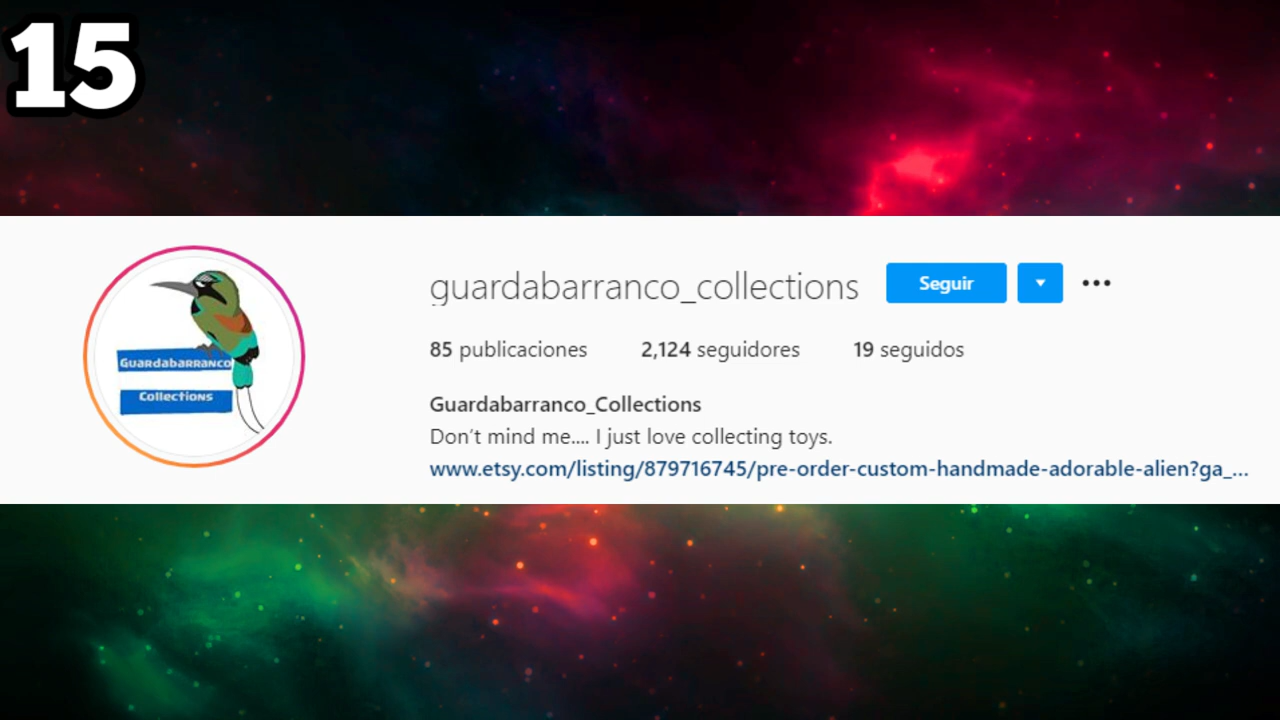 15
Guardabarranco
Collections
guardabarranco_collections
Seguir
•••
85 publicaciones 2,124 seguidores 19 seguidos
Guardabarranco_Collections
Don't mind me.... I just love collecting toys.
www.etsy.com/listing/879716745/pre-order-custom-handmade-adorable-alien?ga_...